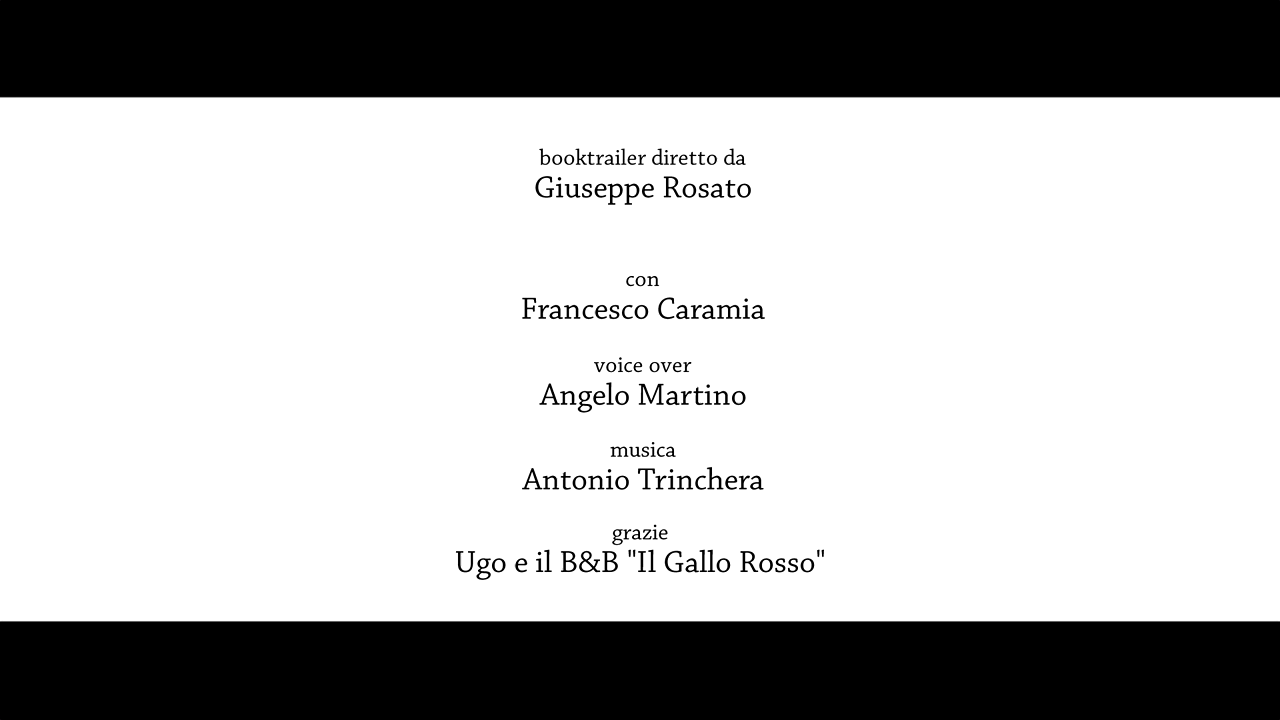 booktrailer diretto da
Giuseppe Rosato
con
Francesco Caramia
voice over
Angelo Martino
musica
Antonio Trinchera
grazie
Ugo e il B&B "Il Gallo Rosso"